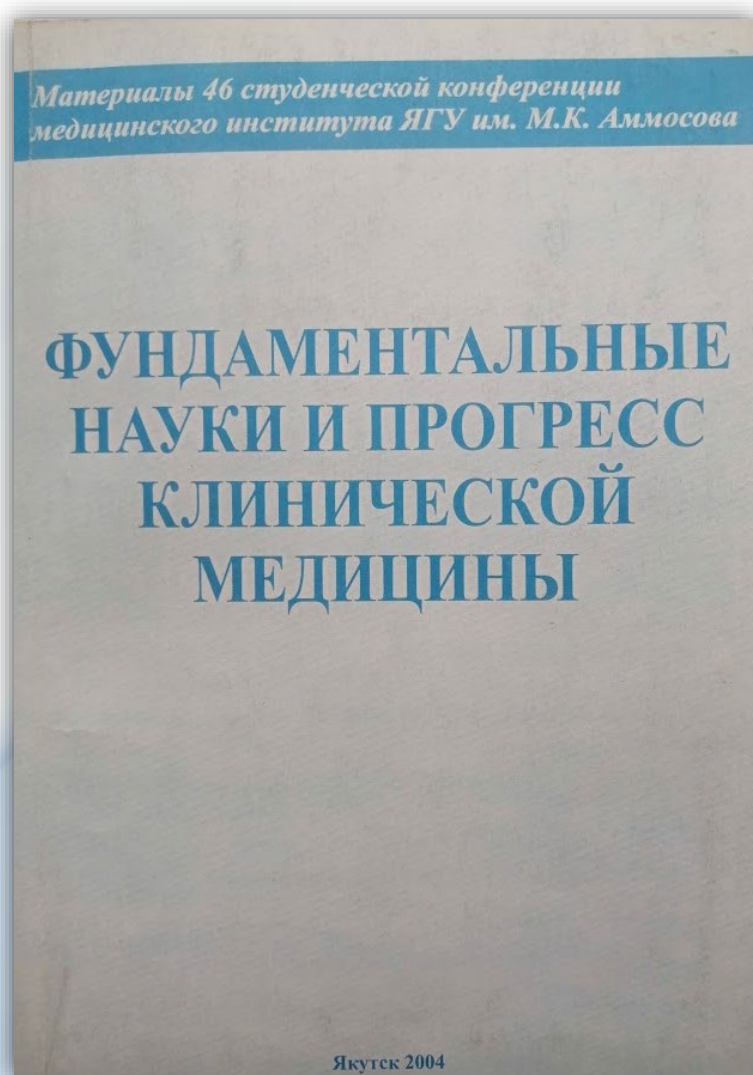 Материалы 46 студенческой конференции
медицинского института ЯГУ им. М.К. Аммосова
ФУНДАМЕНТАЛЬНЫЕ
НАУКИ И ПРОГРЕСС
КЛИНИЧЕСКОЙ
МЕДИЦИНЫ
Якутск 2004